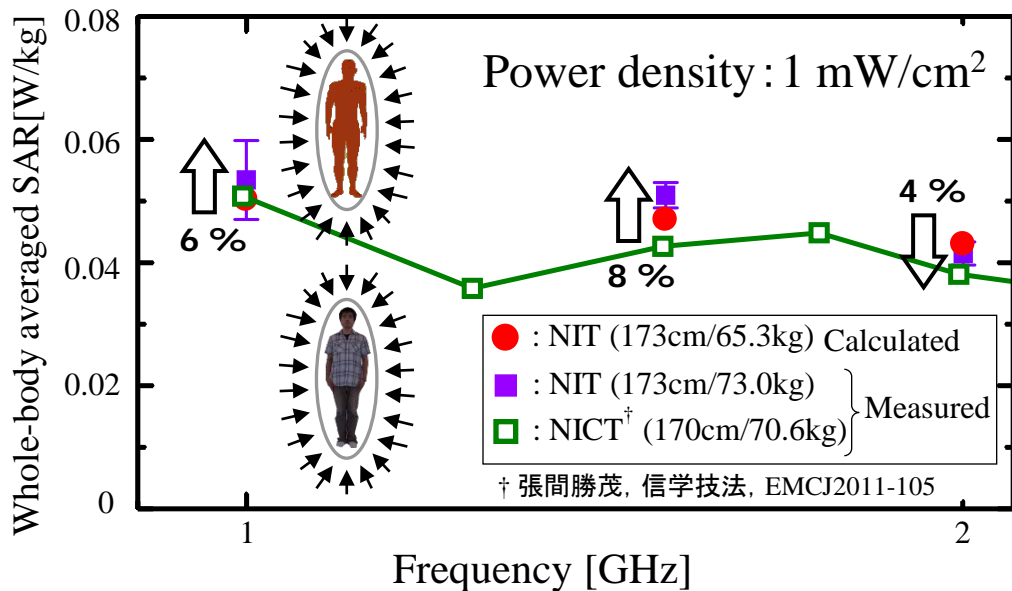 Whole-body averaged SAR[W/kg]
0.08
0.06
0.04
0.02
0
Power density : 1 mW/cm²
6 %
8 %
4 %
: NIT (173cm/65.3kg) Calculated
: NIT (173cm/73.0kg)
: NICT† (170cm/70.6kg)
Measured
† 張間勝茂, 信学技法, EMCJ2011-105
1
2
Frequency [GHz]